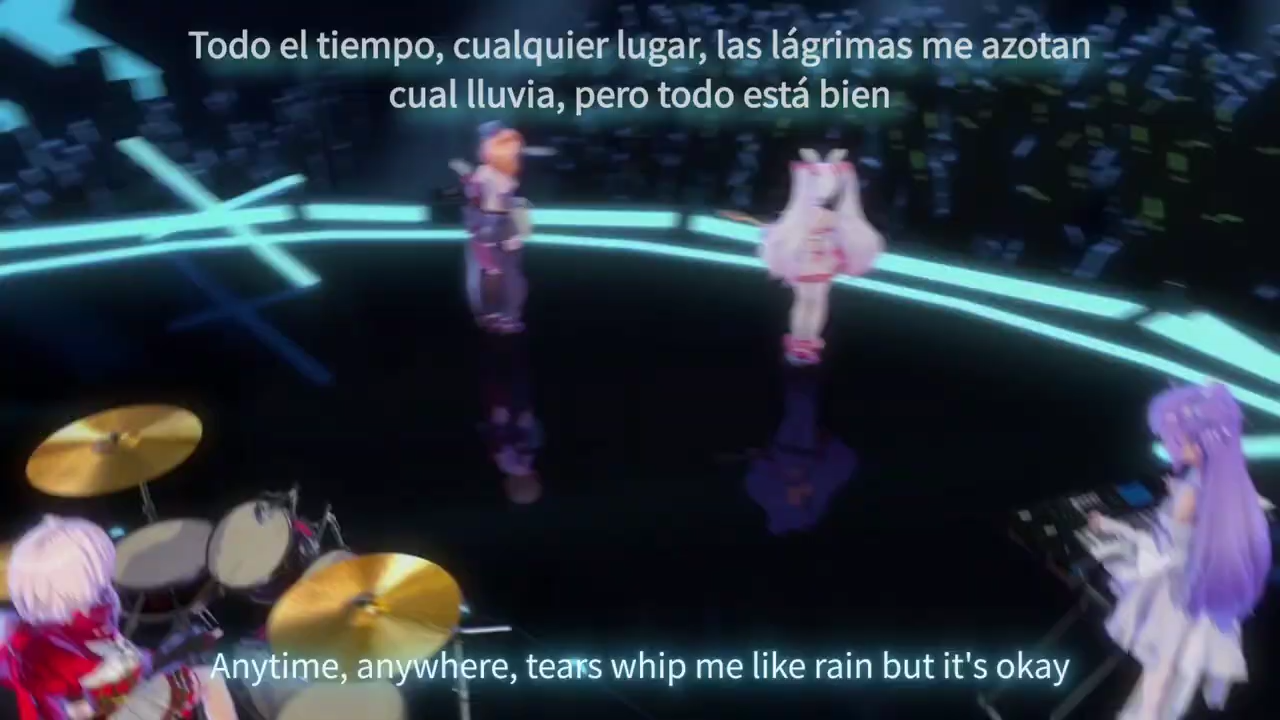 Todo el tiempo, cualquier lugar, las lágrimas me azotan
cual lluvia, pero todo está bien
Anytime, anywhere, tears whip me like rain but it's okay